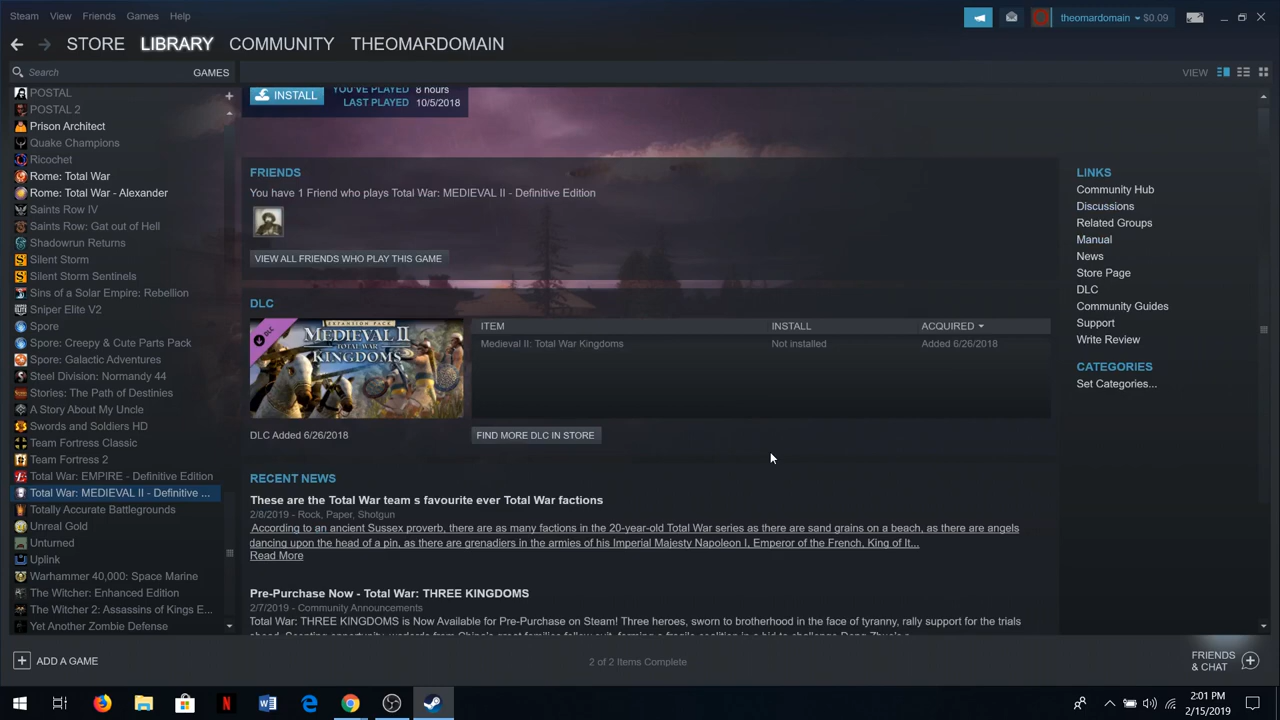 Steam View Friends Games Help
theomardomain $0.09
STORE LIBRARY COMMUNITY THEOMARDOMAIN
Search GAMES
VIEW
POSTAL
POSTAL 2
Prison Architect
Quake Champions
Ricochet
Rome: Total War
Rome: Total War - Alexander
Saints Row IV
Saints Row: Gat out of Hell
Shadowrun Returns
Silent Storm
Silent Storm Sentinels
Sins of a Solar Empire: Rebellion
Sniper Elite V2
Spore
Spore: Creepy & Cute Parts Pack
Spore: Galactic Adventures
Steel Division: Normandy 44
Stories: The Path of Destinies
A Story About My Uncle
Swords and Soldiers HD
Team Fortress Classic
Team Fortress 2
Total War: EMPIRE - Definitive Edition
Total War: MEDIEVAL II - Definitive ...
Totally Accurate Battlegrounds
Unreal Gold
Unturned
Uplink
Warhammer 40,000: Space Marine
The Witcher: Enhanced Edition
The Witcher 2: Assassins of Kings E...
Yet Another Zombie Defense
INSTALL
YOU'VE PLAYED 8 hours
LAST PLAYED 10/5/2018
FRIENDS
You have 1 Friend who plays Total War: MEDIEVAL II - Definitive Edition
VIEW ALL FRIENDS WHO PLAY THIS GAME
DLC
DLC
EXPANSION PACK
MEDIEVAL II
TOTAL WAR
KINGDOMS
ITEM INSTALL ACQUIRED
Medieval II: Total War Kingdoms Not installed Added 6/26/2018
DLC Added 6/26/2018
FIND MORE DLC IN STORE
RECENT NEWS
These are the Total War team s favourite ever Total War factions
2/8/2019 - Rock, Paper, Shotgun
According to an ancient Sussex proverb, there are as many factions in the 20-year-old Total War series as there are sand grains on a beach, as there are angels
dancing upon the head of a pin, as there are grenadiers in the armies of his Imperial Majesty Napoleon I, Emperor of the French, King of It...
Read More
Pre-Purchase Now - Total War: THREE KINGDOMS
2/7/2019 - Community Announcements
Total War: THREE KINGDOMS is Now Available for Pre-Purchase on Steam! Three heroes, sworn to brotherhood in the face of tyranny, rally support for the trials
LINKS
Community Hub
Discussions
Related Groups
Manual
News
Store Page
DLC
Community Guides
Support
Write Review
CATEGORIES
Set Categories...
ADD A GAME
2 of 2 Items Complete
FRIENDS
& CHAT
2:01 PM
2/15/2019